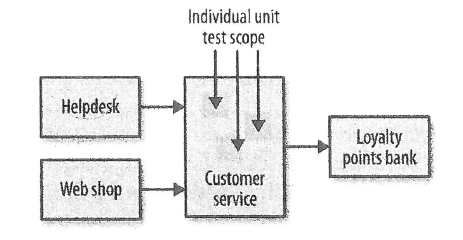 Individual unit
test scope
Helpdesk
Web shop
Customer
service
Loyalty
points bank